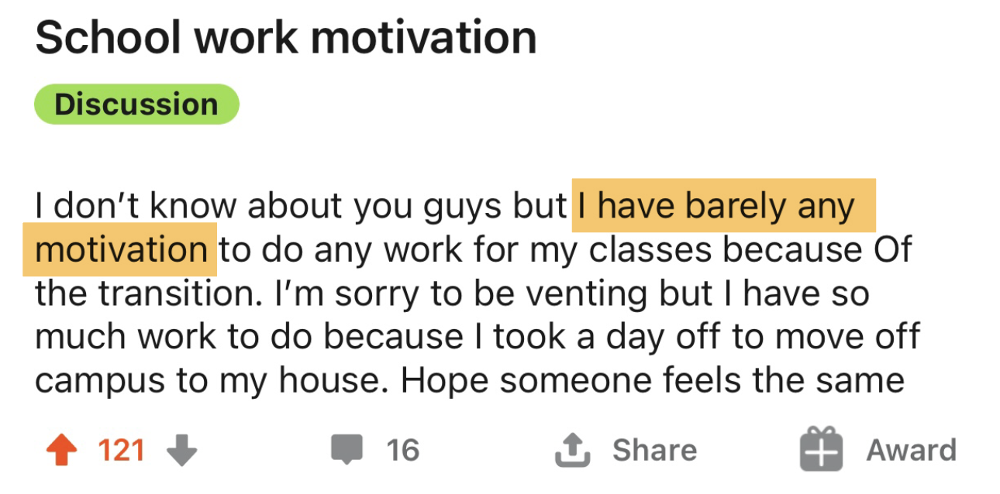 School work motivation
Discussion
I don’t know about you guys but I have barely any
motivation to do any work for my classes because Of
the transition. I’m sorry to be venting but I have so
much work to do because I took a day off to move off
campus to my house. Hope someone feels the same
121 16 Share Award